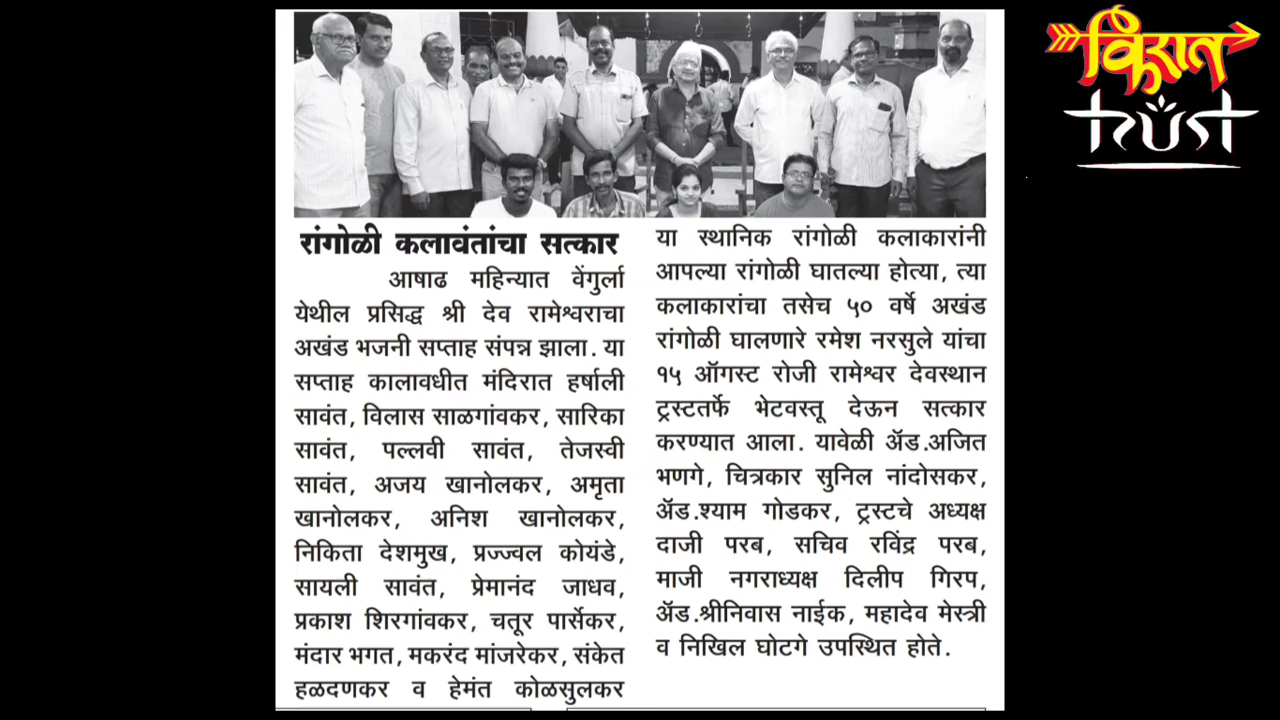 किरात
trust
रांगोळी कलावंतांचा सत्कार
आषाढ महिन्यात वेंगुर्ला
येथील प्रसिद्ध श्री देव रामेश्वराचा
अखंड भजनी सप्ताह संपन्न झाला. या
सप्ताह कालावधीत मंदिरात हर्षाली
सावंत, विलास साळगांवकर, सारिका
सावंत, पल्लवी सावंत, तेजस्वी
सावंत, अजय खानोलकर, अमृता
खानोलकर, अनिश खानोलकर,
निकिता देशमुख, प्रज्ज्वल कोयंडे,
सायली सावंत, प्रेमानंद जाधव,
प्रकाश शिरगांवकर, चतूर पार्सेकर,
मंदार भगत, मकरंद मांजरेकर, संकेत
हळदणकर व हेमंत कोळसुलकर
या स्थानिक रांगोळी कलाकारांनी
आपल्या रांगोळी घातल्या होत्या, त्या
कलाकारांचा तसेच ५० वर्षे अखंड
रांगोळी घालणारे रमेश नरसुले यांचा
१५ ऑगस्ट रोजी रामेश्वर देवस्थान
ट्रस्टतर्फे भेटवस्तू देऊन सत्कार
करण्यात आला. यावेळी ॲड.अजित
भणगे, चित्रकार सुनिल नांदोसकर,
ॲड.श्याम गोडकर, ट्रस्टचे अध्यक्ष
दाजी परब, सचिव रविंद्र परब,
माजी नगराध्यक्ष दिलीप गिरप,
ॲड.श्रीनिवास नाईक, महादेव मेस्त्री
व निखिल घोटगे उपस्थित होते.